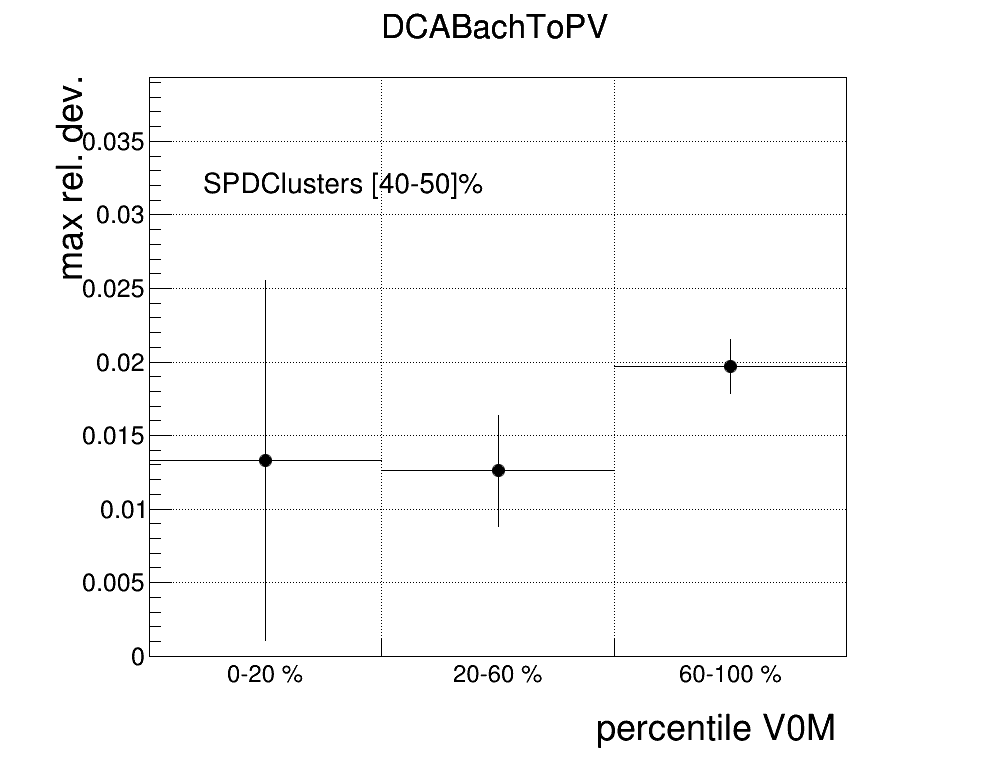 DCABachToPV
max rel. dev.
0.035
SPDClusters [40-50]%
0.03
0.025
0.02
0.015
0.01
0.005
0
0-20 %
20-60 %
60-100 %
percentile V0M